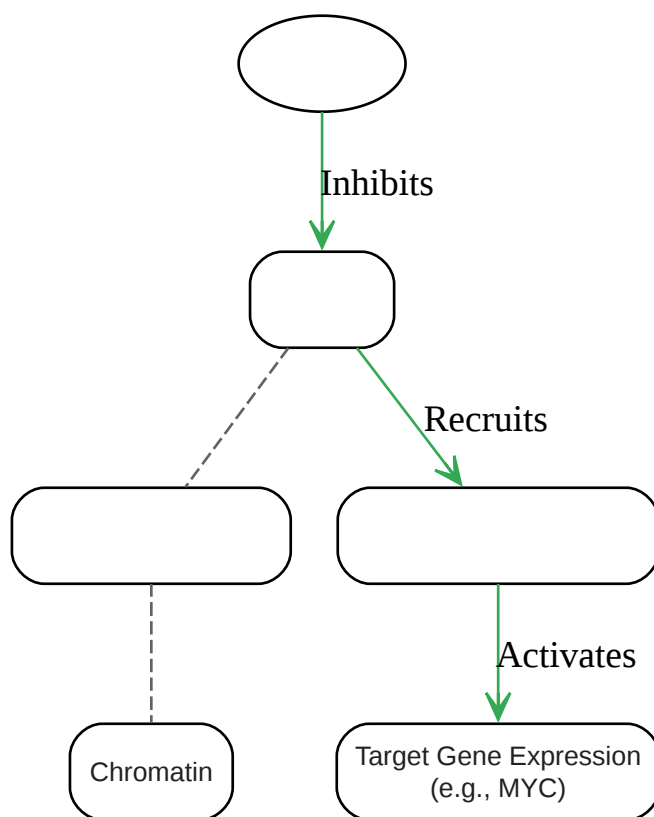 Inhibits
Recruits
Activates
Chromatin
Target Gene Expression
(e.g., MYC)